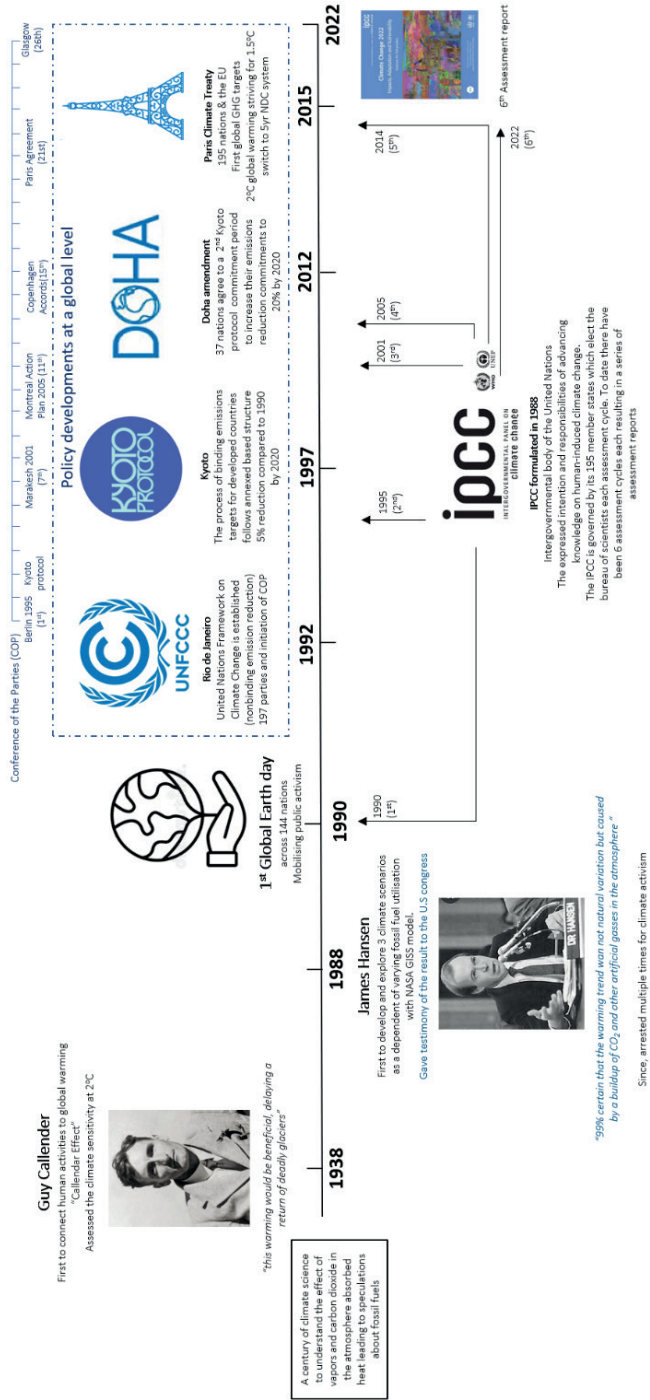 Conference of the Parties (COP)
Berlin 1995
(1st)
Kyoto
protocol
Marakesh 2001
(7th)
Montreal Action
Plan 2005 (11th)
Copenhagen
Accords(15th)
Paris Agreement
(21st)
Glasgow
(26th)
Policy developments at a global level
Guy Callender
First to connect human activities to global warming
"Callendar Effect"
Assessed the climate sensitivity at 2ºC
"this warming would be beneficial, delaying a
return of deadly glaciers"
1st Global Earth day
across 144 nations
Mobilising public activism
UNFCCC
Rio de Janeiro
United Nations Framework on
Climate Change is established
(nonbinding emission reduction)
197 parties and initiation of COP
KYOTO
PROTOCOL
Kyoto
The process of binding emissions
targets for developed countries
follows annexed based structure
5% reduction compared to 1990
by 2020
DOHA
Doha amendment
37 nations agree to a 2nd Kyoto
protocol commitment period
to increase their emissions
reduction commitments to
20% by 2020
Paris Climate Treaty
195 nations & the EU
First global GHG targets
2ºC global warming striving for 1.5ºC
switch to 5yr NDC system
A century of climate science
to understand the effect of
vapors and carbon dioxide in
the atmosphere absorbed
heat leading to speculations
about fossil fuels
1938
1988
1990
1992
1997
2012
2015
2022
James Hansen
First to develop and explore 3 climate scenarios
as a dependent of varying fossil fuel utilisation
with NASA GISS model.
Gave testimony of the result to the U.S congress
DR HANSEN
"99% certain that the warming trend wan not natural variation but caused
by a buildup of CO2 and other artificial gasses in the atmosphere "
Since, arrested multiple times for climate activism
1990
(1st)
1995
(2nd)
2001
(3rd)
2005
(4th)
2014
(5th)
2022
(6th)
ipcc
INTERGOVERNMENTAL PANEL ON
climate change
WMO
UNEP
IPCC formulated in 1988
Intergovernmental body of the United Nations
The expressed intention and responsibilities of advancing
knowledge on human-induced climate change.
The IPCC is governed by its 195 member states which elect the
bureau of scientists each assessment cycle. To date there have
been 6 assessment cycles each resulting in a series of
assessment reports
ipcc
Climate Change 2022
6th Assessment report